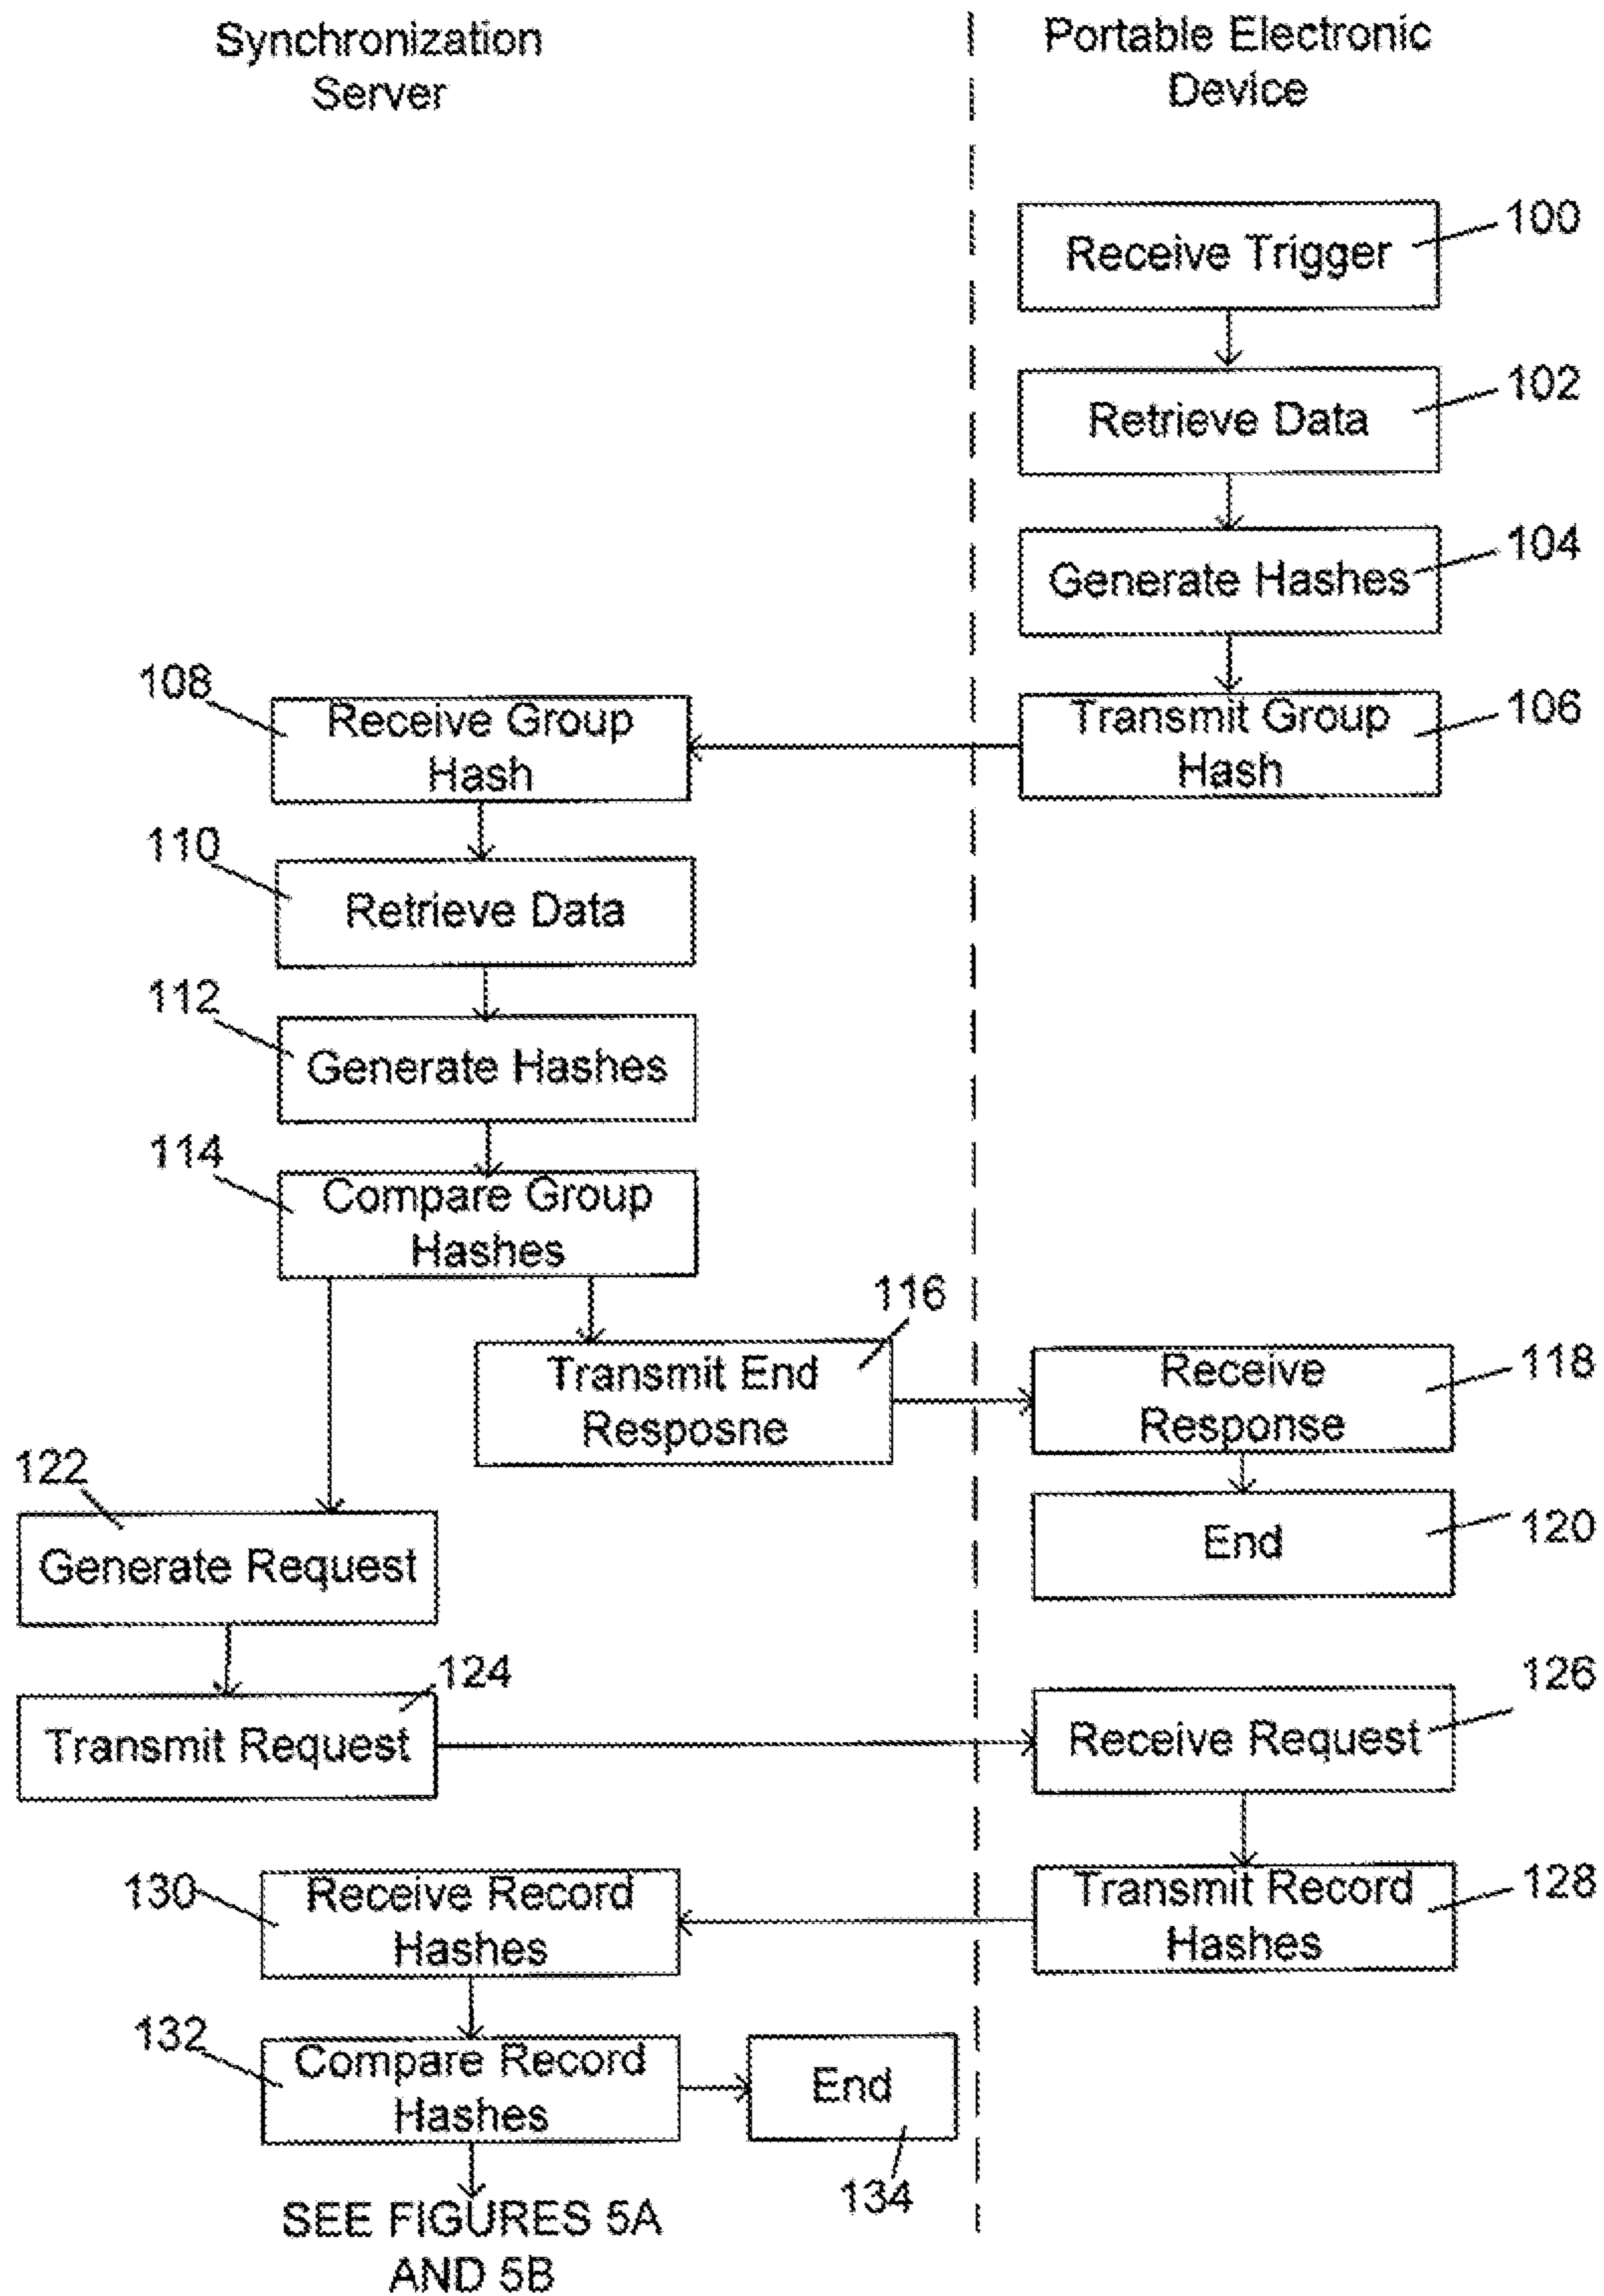 Synchronization
Server
Portable Electronic
Device
Receive Trigger
100
Retrieve Data
102
Generate Hashes
104
Transmit Group
Hash
106
108
Receive Group
Hash
110
Retrieve Data
112
Generate Hashes
114
Compare Group
Hashes
116
Transmit End
Resposne
Receive
Response
118
End
120
122
Generate Request
124
Transmit Request
Receive Request
126
Transmit Record
Hashes
128
130
Receive Record
Hashes
132
Compare Record
Hashes
End
134
SEE FIGURES 5A
AND 5B